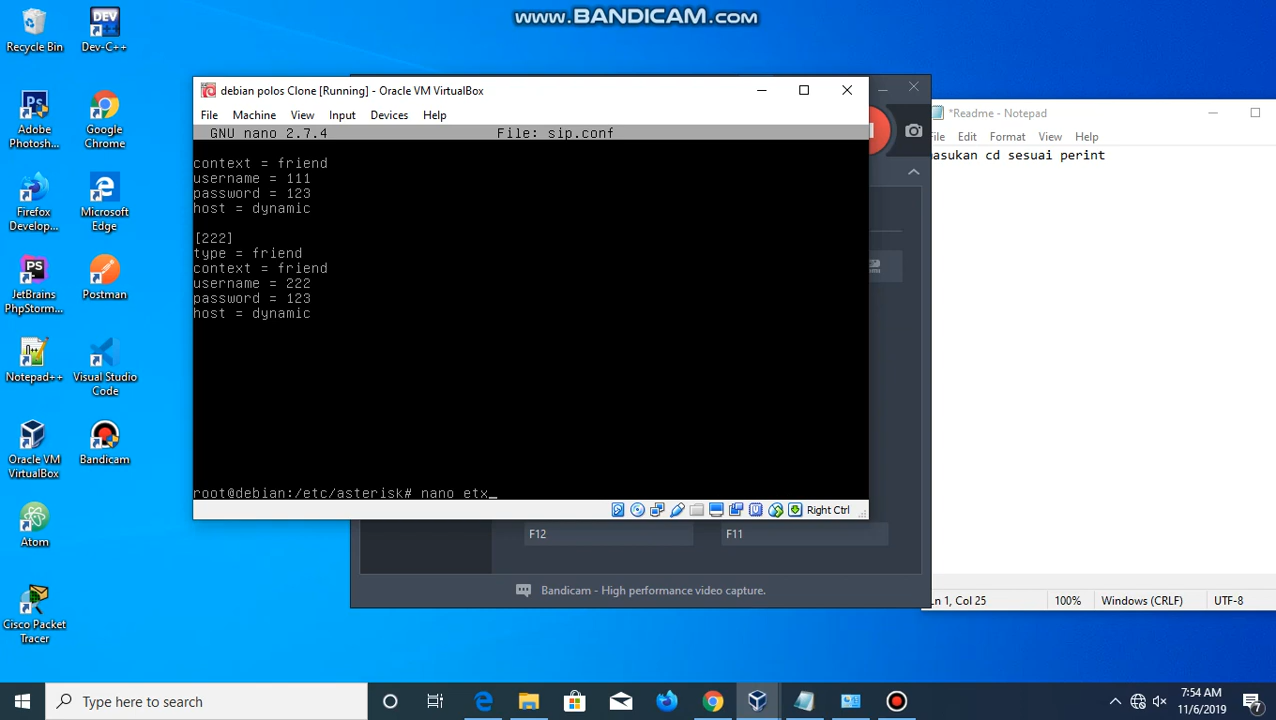 www.BANDICAM.com
Recycle Bin
DEV
Dev-C++
Ps
Adobe
Photosh...
Google
Chrome
Firefox
Develop...
Microsoft
Edge
PS
JetBrains
PhpStorm...
Postman
Notepad++
Visual Studio
Code
Oracle VM
VirtualBox
Bandicam
Atom
Cisco Packet
Tracer
debian polos Clone [Running] - Oracle VM VirtualBox
File Machine View Input Devices Help
GNU nano 2.7.4 File: sip.conf
context = friend
username = 111
password = 123
host = dynamic
[222]
type = friend
context = friend
username = 222
password = 123
host = dynamic
root@debian:/etc/asterisk# nano etx_
Right Ctrl
F12
F11
Bandicam - High performance video capture.
*Readme - Notepad
File Edit Format View Help
asukan cd sesuai perint
Ln 1, Col 25 100% Windows (CRLF) UTF-8
Type here to search
7:54 AM
11/6/2019
7